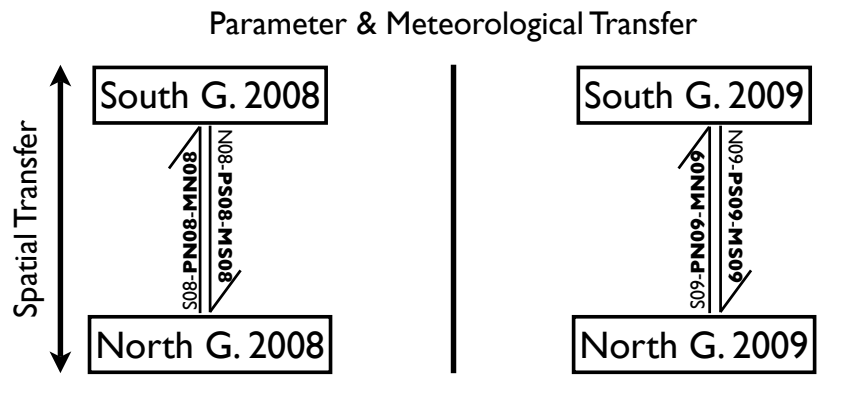 Parameter & Meteorological Transfer
Spatial Transfer
South G. 2008
S08-PN08-MN08
N08-PS08-MS08
North G. 2008
South G. 2009
S09-PN09-MN09
N09-PS09-MS09
North G. 2009